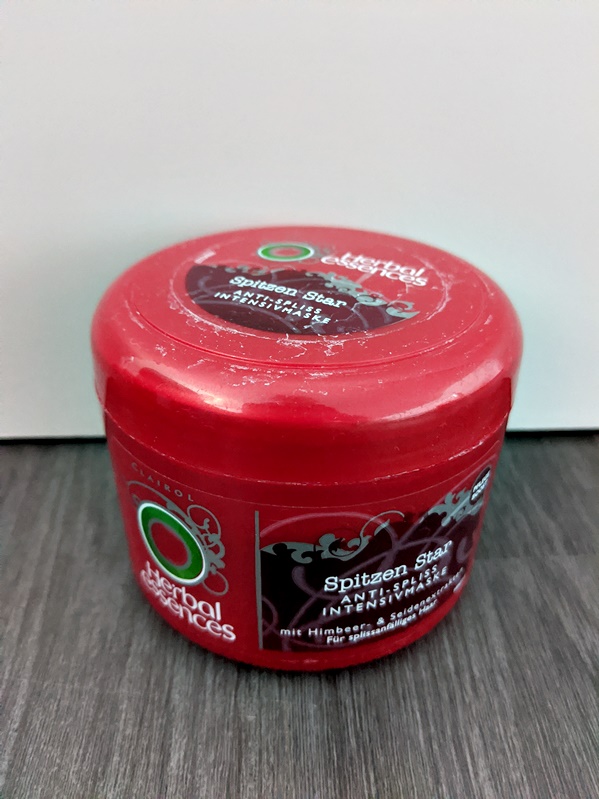 Herbal
essences
Spitzen Star
ANTI-SPLISS
INTENSIVMASKE
CLAIROL
Herbal
essences
Spitzen Star
ANTI-SPLISS
INTENSIVMASKE
mit Himbeer- & Seidenextrakten
Für splissanfälliges Haar